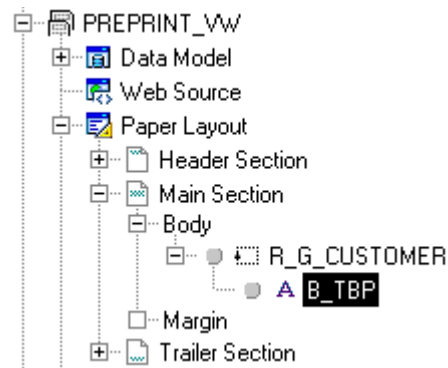 PREPRINT_VW
Data Model
Web Source
Paper Layout
Header Section
Main Section
Body
R_G_CUSTOMER
A B_TBP
Margin
Trailer Section